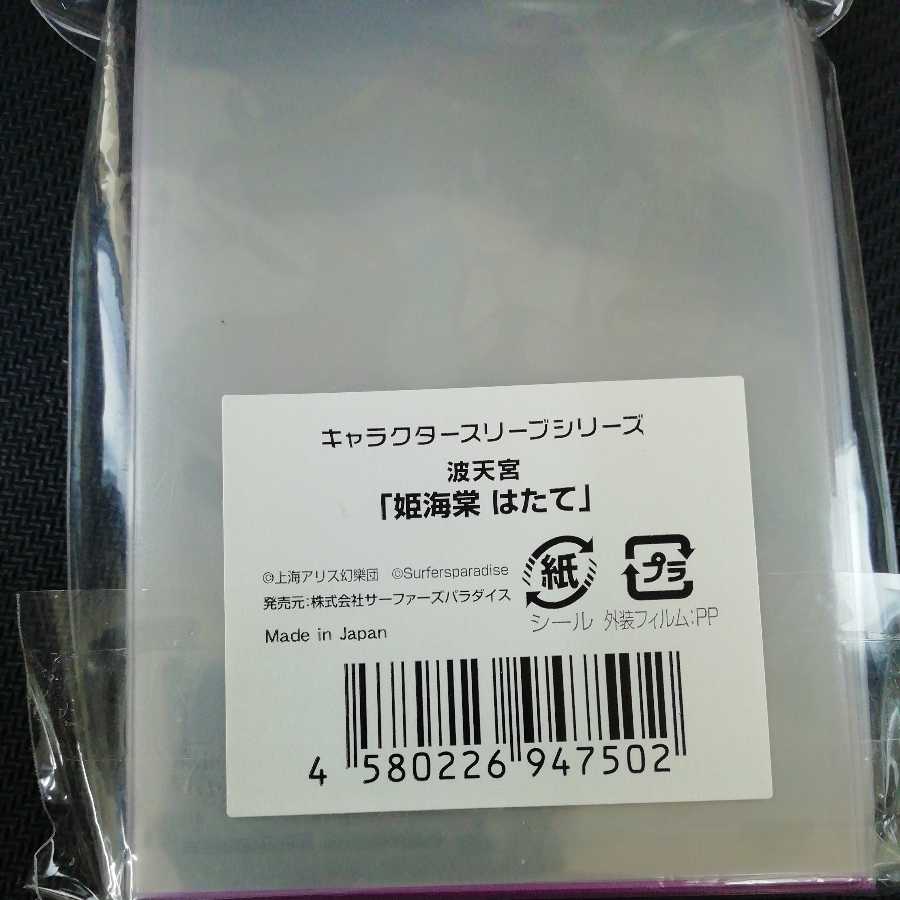 キャラクタースリーブシリーズ
波天宮
「姫海棠 はたて」
©上海アリス幻樂団 ©Surfersparadise
発売元:株式会社サーファーズパラダイス
Made in Japan
紙
プラ
シール 外装フィルム:PP
4 580226 947502